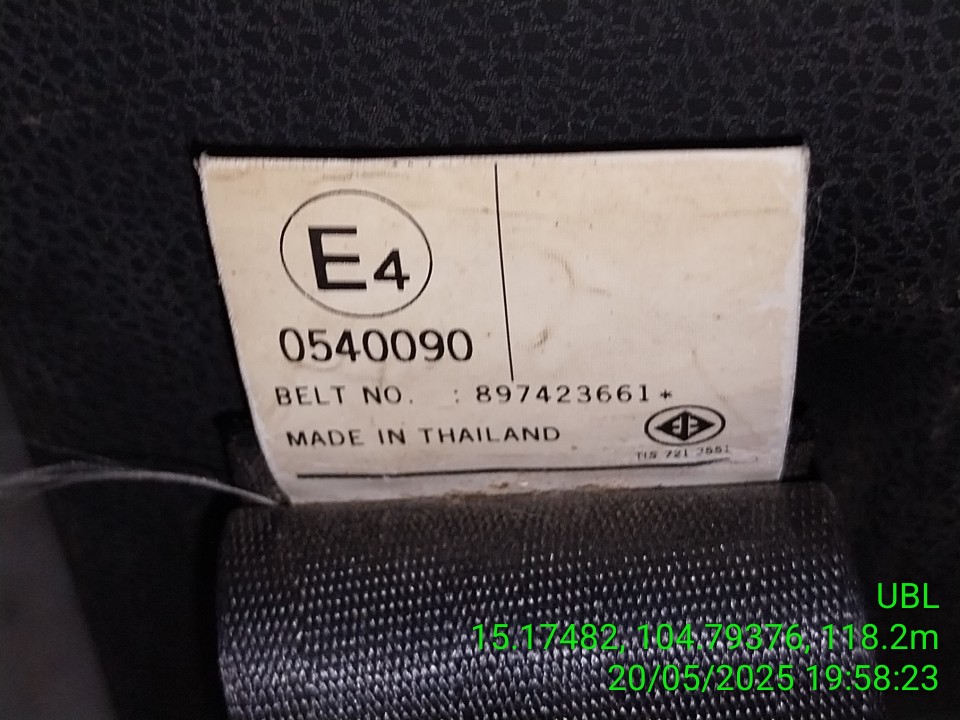 E4
0540090
BELT NO. : 897423661*
MADE IN THAILAND
TIS 721 2551
UBL
15.17482, 104.79376, 118.2m
20/05/2025 19:58:23